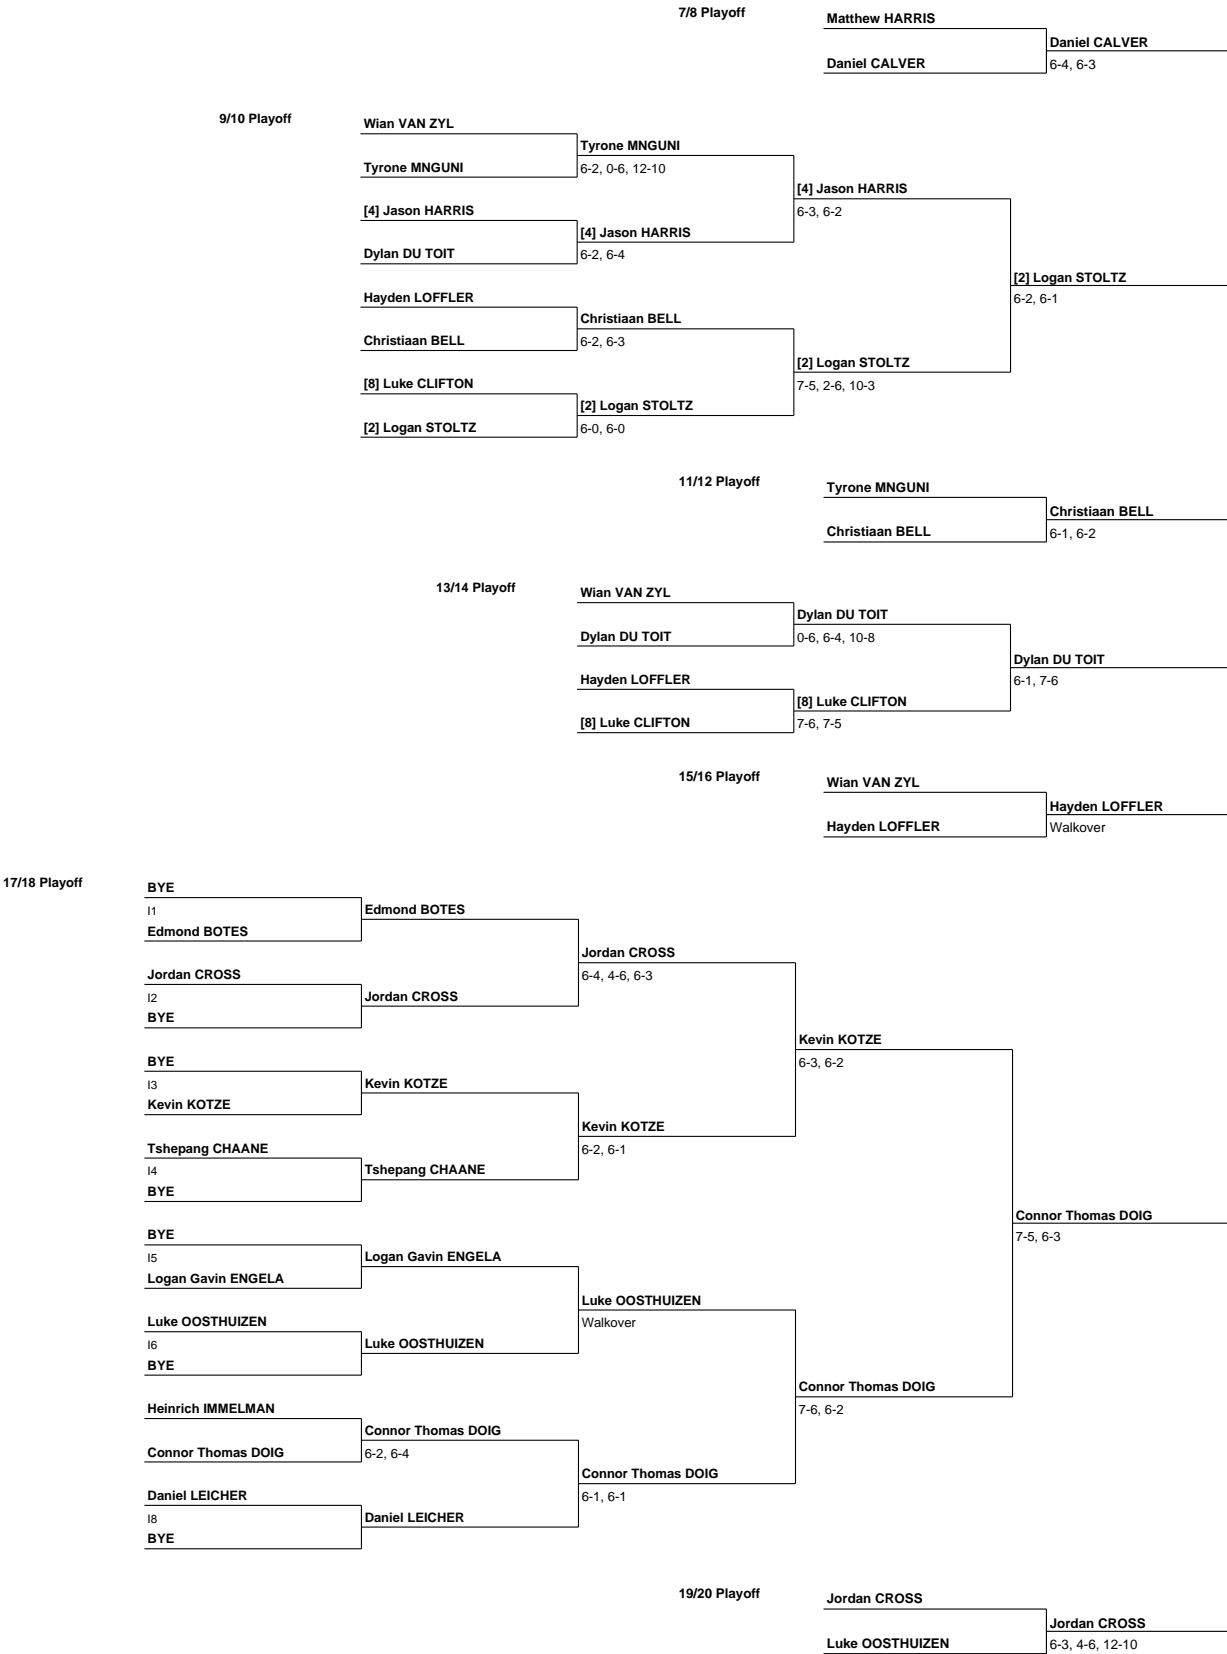 7/8 Playoff
Matthew HARRIS
Daniel CALVER
Daniel CALVER
6-4, 6-3
9/10 Playoff
Wian VAN ZYL
Tyrone MNGUNI
Tyrone MNGUNI
6-2, 0-6, 12-10
[4] Jason HARRIS
6-3, 6-2
[4] Jason HARRIS
[4] Jason HARRIS
Dylan DU TOIT
6-2, 6-4
[2] Logan STOLTZ
6-2, 6-1
Hayden LOFFLER
Christiaan BELL
Christiaan BELL
6-2, 6-3
[2] Logan STOLTZ
7-5, 2-6, 10-3
[8] Luke CLIFTON
[2] Logan STOLTZ
[2] Logan STOLTZ
6-0, 6-0
11/12 Playoff
Tyrone MNGUNI
Christiaan BELL
Christiaan BELL
6-1, 6-2
13/14 Playoff
Wian VAN ZYL
Dylan DU TOIT
Dylan DU TOIT
0-6, 6-4, 10-8
Dylan DU TOIT
6-1, 7-6
Hayden LOFFLER
[8] Luke CLIFTON
[8] Luke CLIFTON
7-6, 7-5
15/16 Playoff
Wian VAN ZYL
Hayden LOFFLER
Hayden LOFFLER
Walkover
17/18 Playoff
BYE
I1
Edmond BOTES
Edmond BOTES
Jordan CROSS
6-4, 4-6, 6-3
Jordan CROSS
I2
Jordan CROSS
BYE
Kevin KOTZE
6-3, 6-2
BYE
I3
Kevin KOTZE
Kevin KOTZE
Kevin KOTZE
6-2, 6-1
Tshepang CHAANE
I4
Tshepang CHAANE
BYE
Connor Thomas DOIG
7-5, 6-3
BYE
I5
Logan Gavin ENGELA
Logan Gavin ENGELA
Luke OOSTHUIZEN
Walkover
Luke OOSTHUIZEN
I6
Luke OOSTHUIZEN
BYE
Connor Thomas DOIG
7-6, 6-2
Heinrich IMMELMAN
Connor Thomas DOIG
Connor Thomas DOIG
6-2, 6-4
Connor Thomas DOIG
6-1, 6-1
Daniel LEICHER
I8
Daniel LEICHER
BYE
19/20 Playoff
Jordan CROSS
Jordan CROSS
Luke OOSTHUIZEN
6-3, 4-6, 12-10